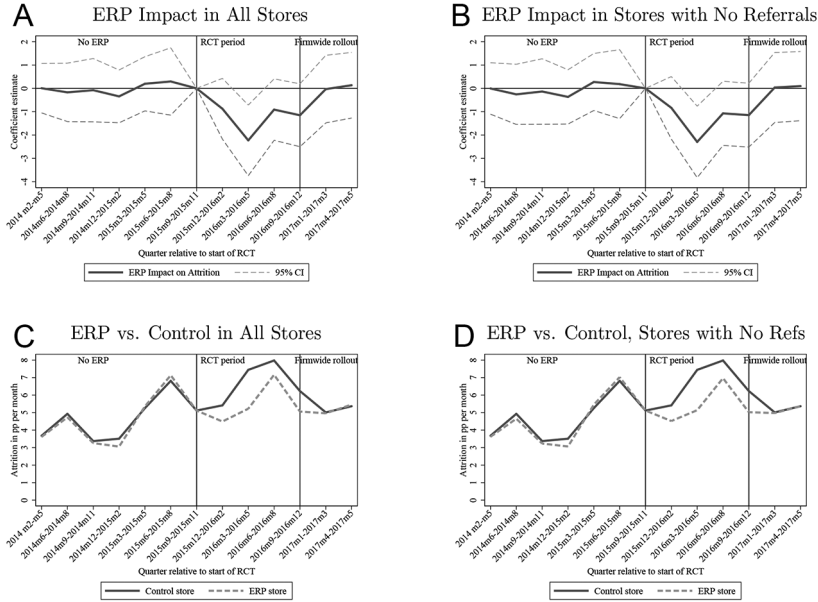 A ERP Impact in All Stores
No ERP RCT period Firmwide rollout
Coefficient estimate
2
1
0
-1
-2
-3
-4
2014 m2-m5 2014m6-2014m8 2014m9-2014m11 2014m12-2015m2 2015m3-2015m5 2015m6-2015m8 2015m9-2015m11 2015m12-2016m2 2016m3-2016m5 2016m6-2016m8 2016m9-2016m12 2017m1-2017m3 2017m4-2017m5
Quarter relative to start of RCT
ERP Impact on Attrition 95% CI
B ERP Impact in Stores with No Referrals
No ERP RCT period Firmwide rollout
Coefficient estimate
2
1
0
-1
-2
-3
-4
2014 m2-m5 2014m6-2014m8 2014m9-2014m11 2014m12-2015m2 2015m3-2015m5 2015m6-2015m8 2015m9-2015m11 2015m12-2016m2 2016m3-2016m5 2016m6-2016m8 2016m9-2016m12 2017m1-2017m3 2017m4-2017m5
Quarter relative to start of RCT
ERP Impact on Attrition 95% CI
C ERP vs. Control in All Stores
No ERP RCT period Firmwide rollout
Attrition in pp per month
8
7
6
5
4
3
2
1
0
2014 m2-m5 2014m6-2014m8 2014m9-2014m11 2014m12-2015m2 2015m3-2015m5 2015m6-2015m8 2015m9-2015m11 2015m12-2016m2 2016m3-2016m5 2016m6-2016m8 2016m9-2016m12 2017m1-2017m3 2017m4-2017m5
Quarter relative to start of RCT
Control store ERP store
D ERP vs. Control, Stores with No Refs
No ERP RCT period Firmwide rollout
Attrition in pp per month
8
7
6
5
4
3
2
1
0
2014 m2-m5 2014m6-2014m8 2014m9-2014m11 2014m12-2015m2 2015m3-2015m5 2015m6-2015m8 2015m9-2015m11 2015m12-2016m2 2016m3-2016m5 2016m6-2016m8 2016m9-2016m12 2017m1-2017m3 2017m4-2017m5
Quarter relative to start of RCT
Control store ERP store